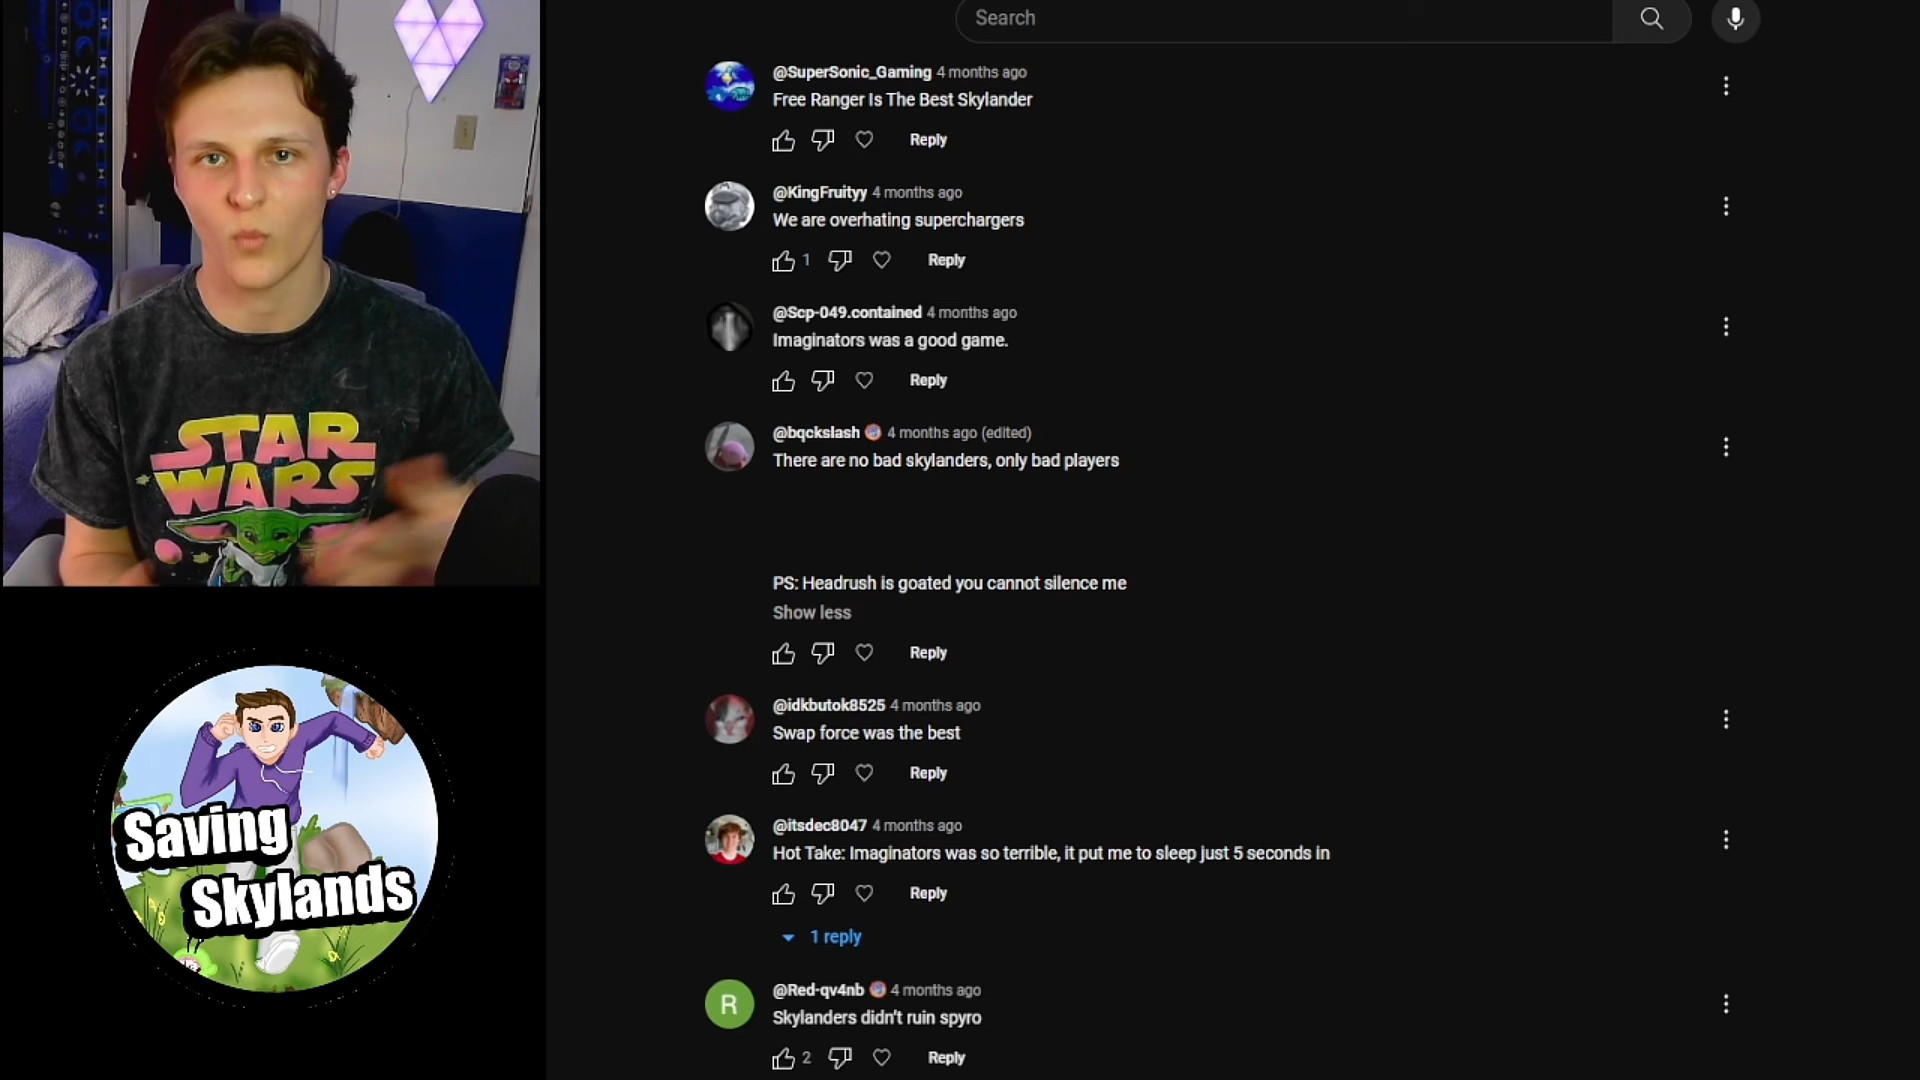 Search
@SuperSonic_Gaming 4 months ago
Free Ranger Is The Best Skylander
Reply
@KingFruityy 4 months ago
We are overhating superchargers
1
Reply
@Scp-049.contained 4 months ago
Imaginators was a good game.
Reply
@bqckslash 4 months ago (edited)
There are no bad skylanders, only bad players
PS: Headrush is goated you cannot silence me
Show less
Reply
@idkbutok8525 4 months ago
Swap force was the best
Reply
@itsdec8047 4 months ago
Hot Take: Imaginators was so terrible, it put me to sleep just 5 seconds in
Reply
1 reply
R
@Red-qv4nb 4 months ago
Skylanders didn't ruin spyro
2
Reply
STAR
WARS
Saving
Skylands